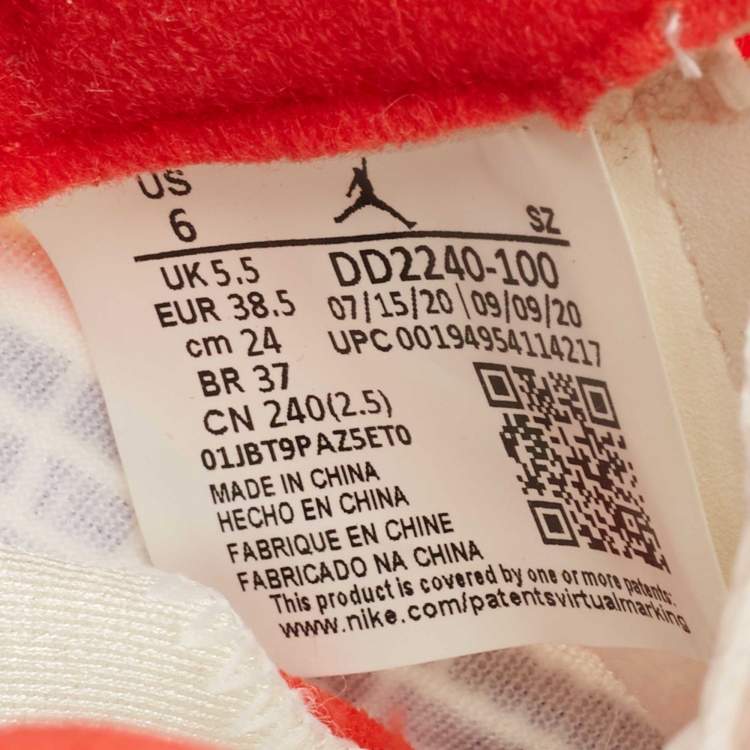 US
6
SZ
UK 5.5
EUR 38.5
cm 24
BR 37
CN 240(2.5)
01JBT9PAZ5ET0
DD2240-100
07/15/20 | 09/09/20
UPC 00194954114217
MADE IN CHINA
HECHO EN CHINA
FABRIQUE EN CHINE
FABRICADO NA CHINA
This product is covered by one or more patents:
www.nike.com/patentsvirtualmarking